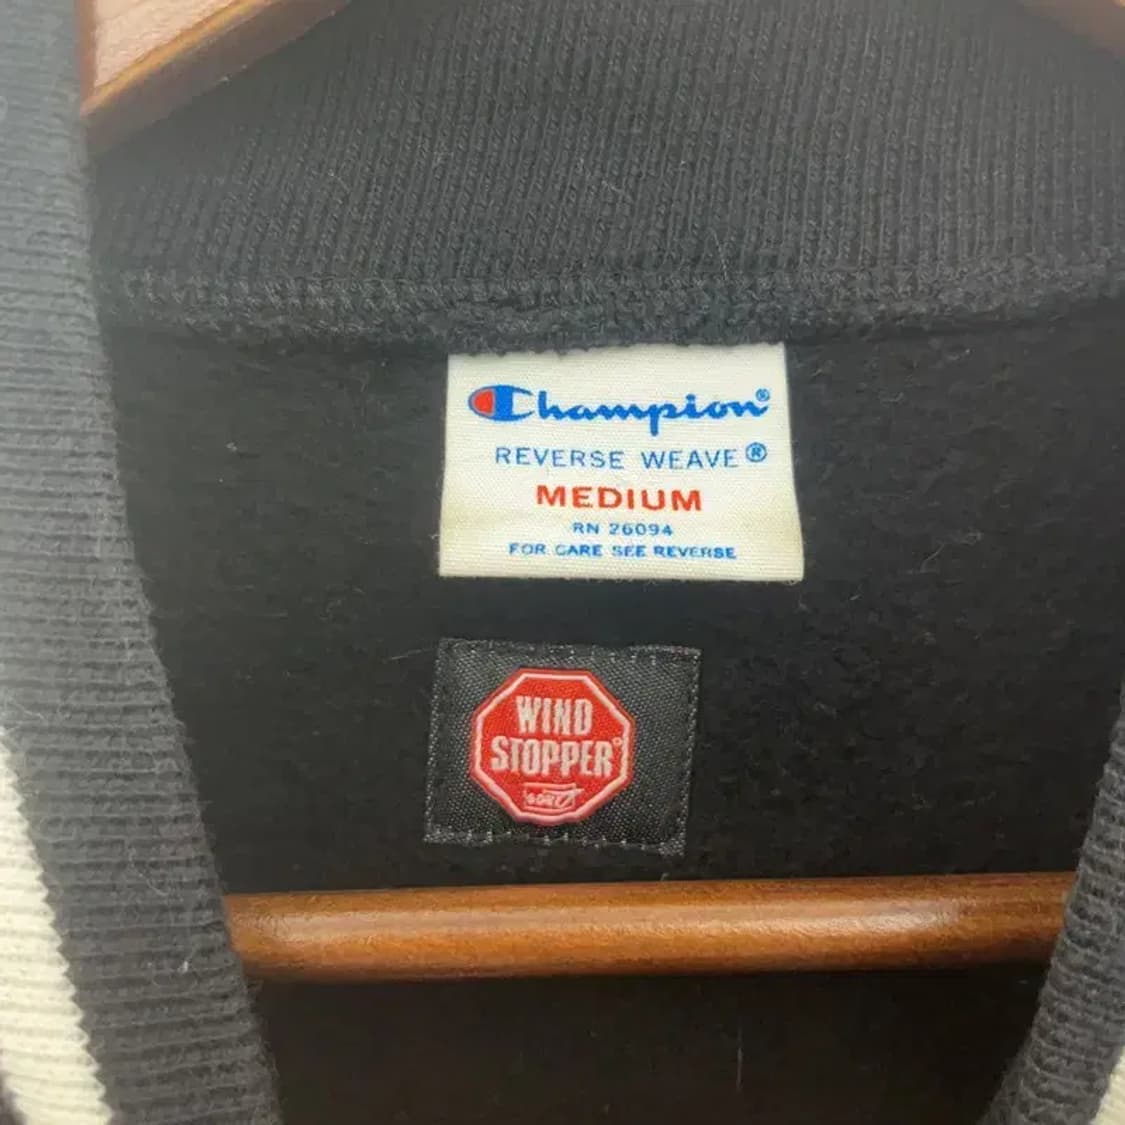 Champion®
REVERSE WEAVE®
MEDIUM
RN 26094
FOR CARE SEE REVERSE
WIND
STOPPER®